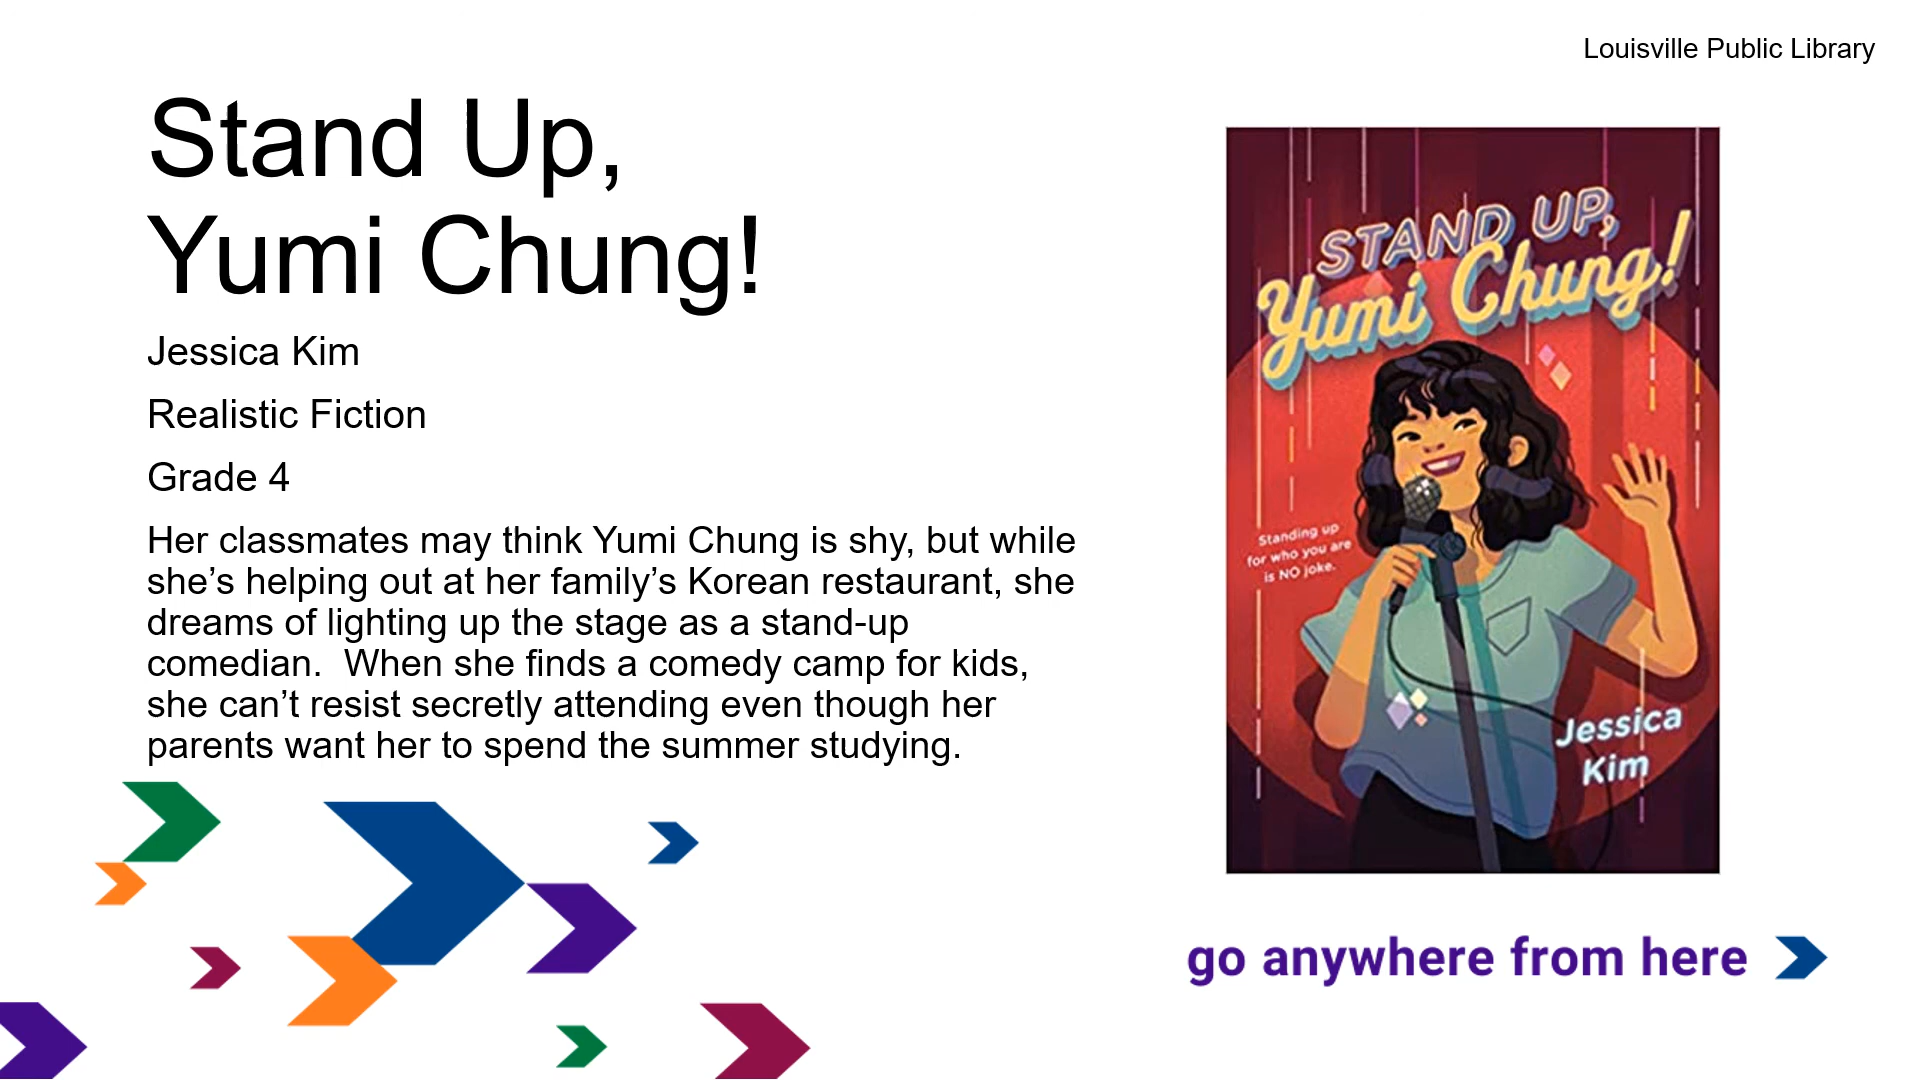 Louisville Public Library
Stand Up,
Yumi Chung!
Jessica Kim
Realistic Fiction
Grade 4
Her classmates may think Yumi Chung is shy, but while
she’s helping out at her family’s Korean restaurant, she
dreams of lighting up the stage as a stand-up
comedian.  When she finds a comedy camp for kids,
she can’t resist secretly attending even though her
parents want her to spend the summer studying.
STAND UP,
Yumi Chung!
Standing up
for who you are
is NO joke.
Jessica
Kim
go anywhere from here